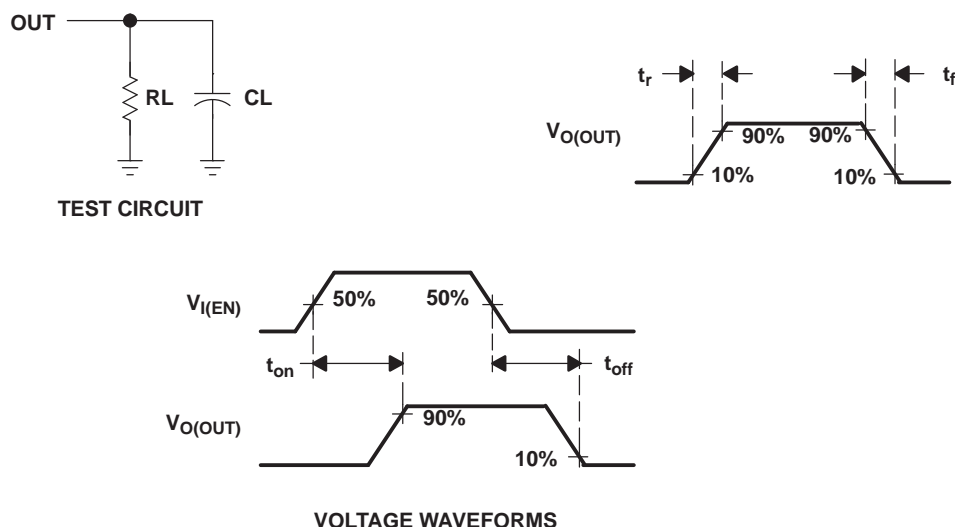 OUT
RL CL
TEST CIRCUIT
tr tf
VO(OUT)
90% 90%
10% 10%
VI(EN)
50% 50%
ton toff
VO(OUT)
90%
10%
VOLTAGE WAVEFORMS